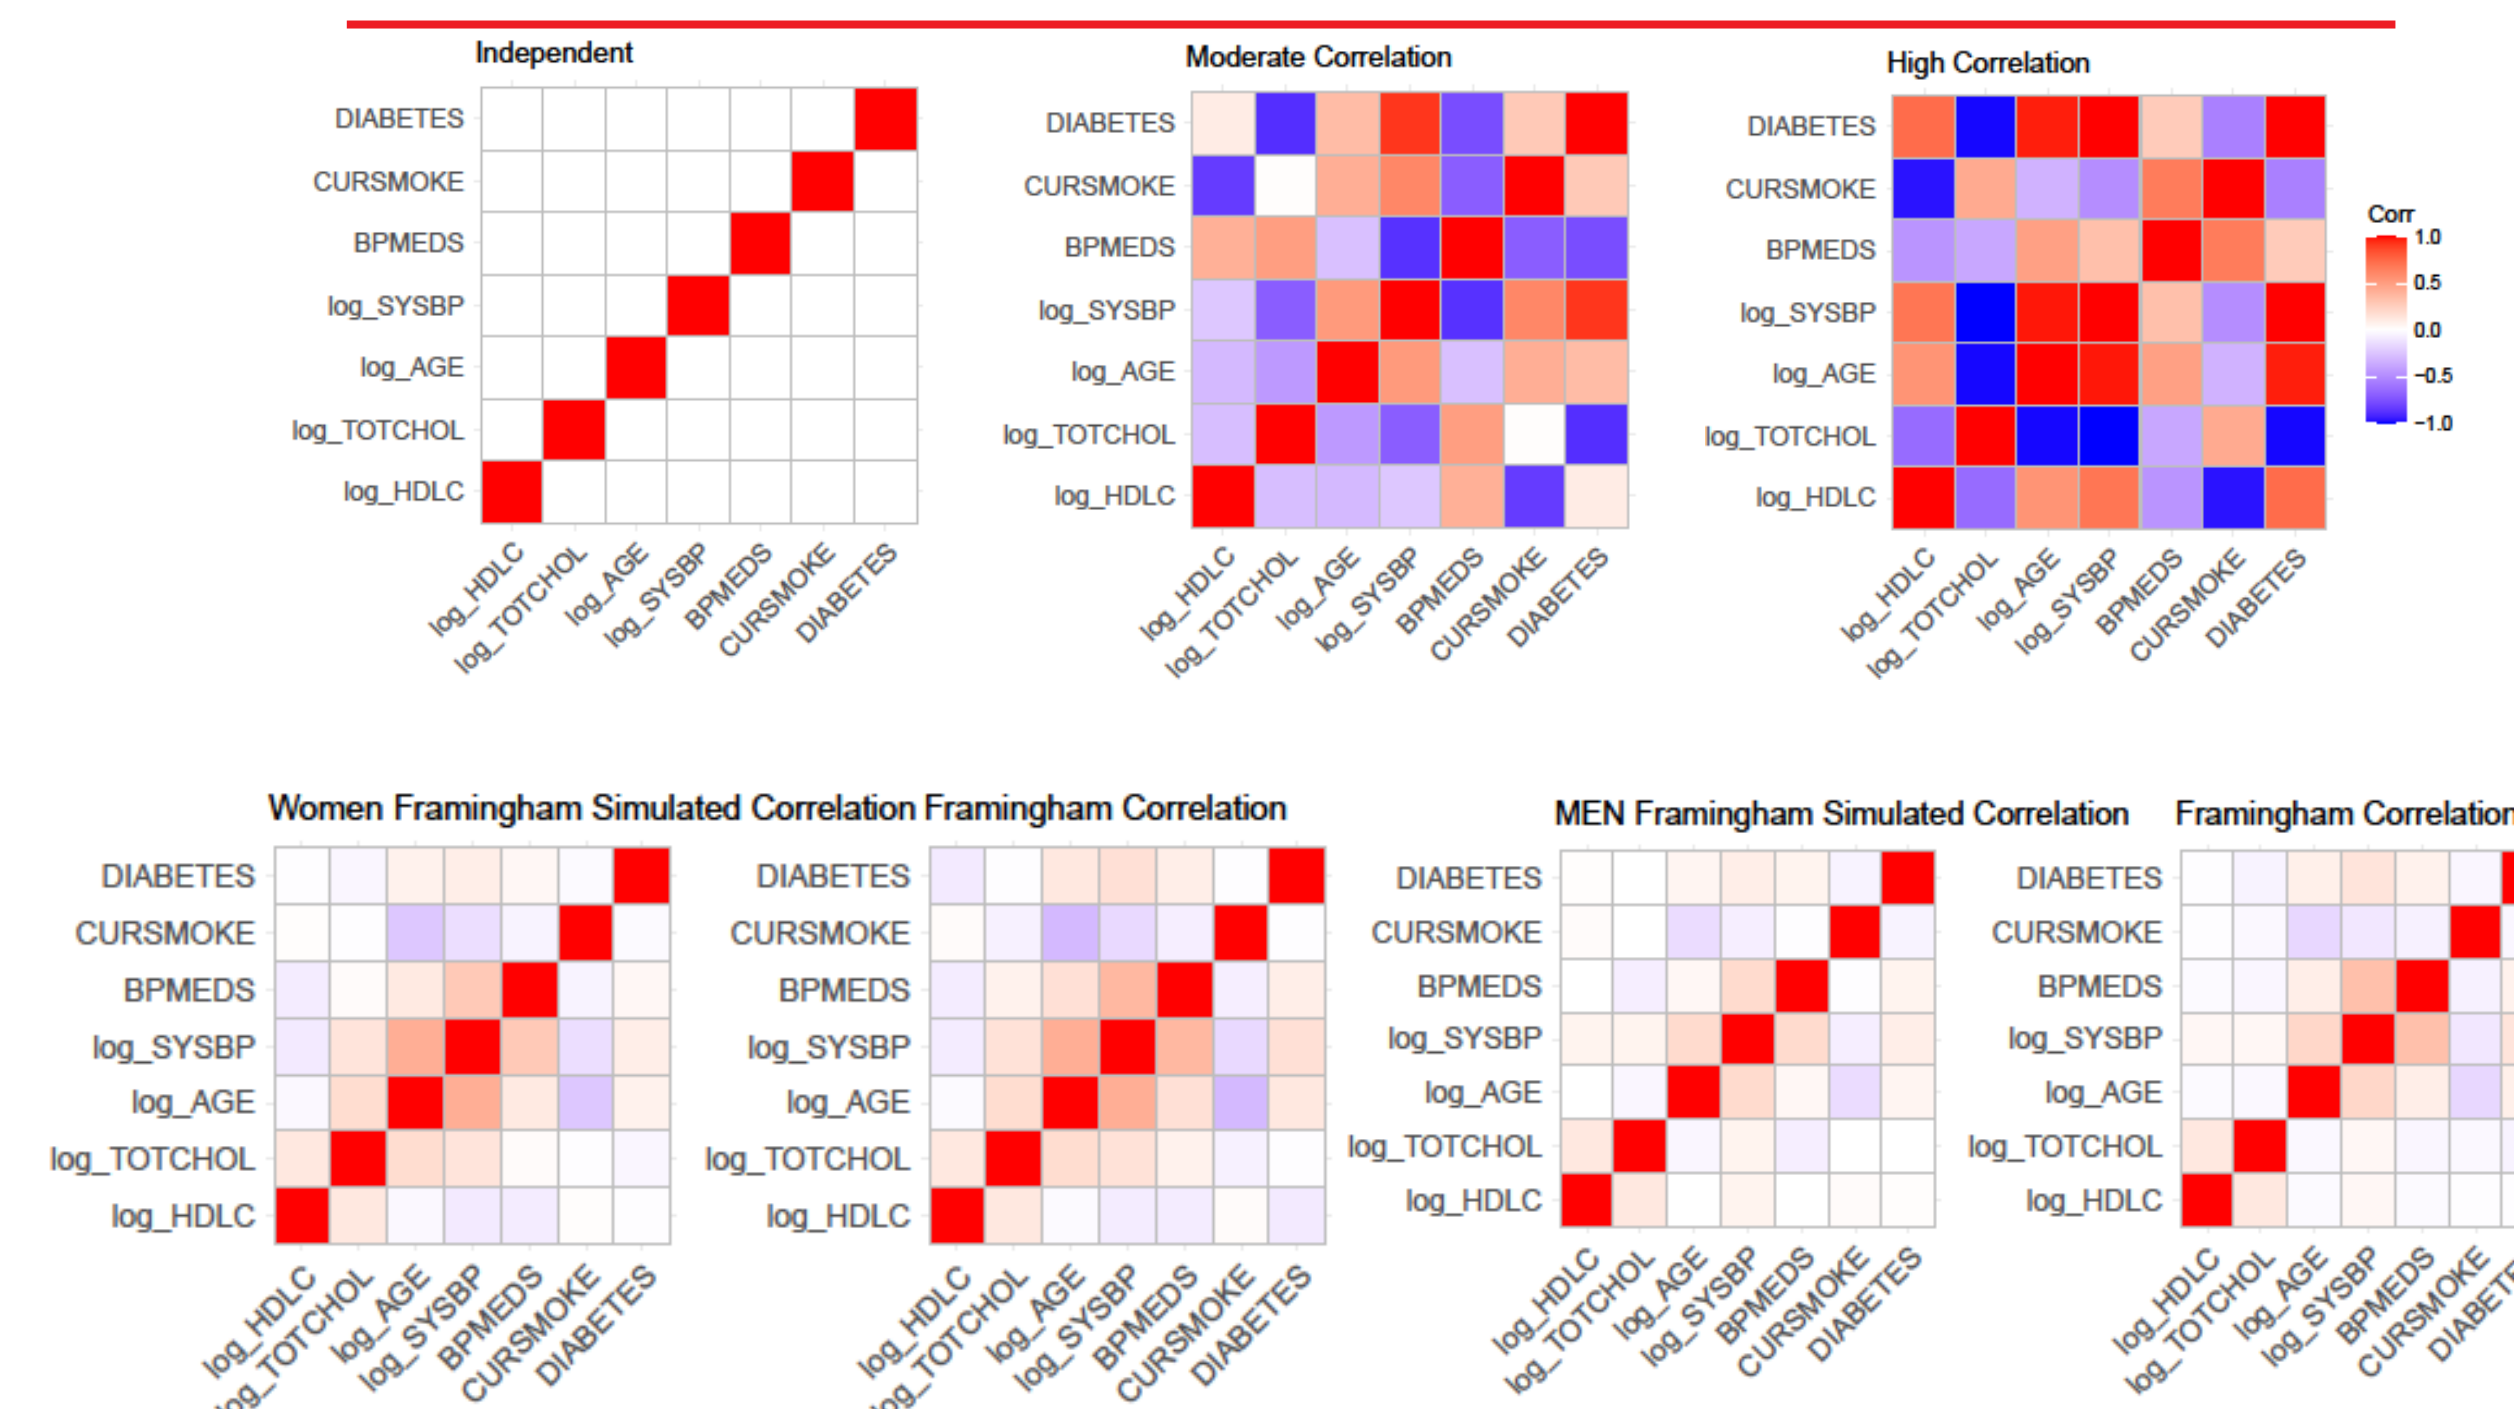 Independent
DIABETES
CURSMOKE
BPMEDS
log_SYSBP
log_AGE
log_TOTCHOL
log_HDLC
log_HDLC
log_TOTCHOL
log_AGE
log_SYSBP
BPMEDS
CURSMOKE
DIABETES
Moderate Correlation
DIABETES
CURSMOKE
BPMEDS
log_SYSBP
log_AGE
log_TOTCHOL
log_HDLC
log_HDLC
log_TOTCHOL
log_AGE
log_SYSBP
BPMEDS
CURSMOKE
DIABETES
High Correlation
DIABETES
CURSMOKE
BPMEDS
log_SYSBP
log_AGE
log_TOTCHOL
log_HDLC
log_HDLC
log_TOTCHOL
log_AGE
log_SYSBP
BPMEDS
CURSMOKE
DIABETES
Corr
1.0
0.5
0.0
−0.5
−1.0
Women Framingham Simulated Correlation
DIABETES
CURSMOKE
BPMEDS
log_SYSBP
log_AGE
log_TOTCHOL
log_HDLC
log_HDLC
log_TOTCHOL
log_AGE
log_SYSBP
BPMEDS
CURSMOKE
DIABETES
Framingham Correlation
DIABETES
CURSMOKE
BPMEDS
log_SYSBP
log_AGE
log_TOTCHOL
log_HDLC
log_HDLC
log_TOTCHOL
log_AGE
log_SYSBP
BPMEDS
CURSMOKE
DIABETES
MEN Framingham Simulated Correlation
DIABETES
CURSMOKE
BPMEDS
log_SYSBP
log_AGE
log_TOTCHOL
log_HDLC
log_HDLC
log_TOTCHOL
log_AGE
log_SYSBP
BPMEDS
CURSMOKE
DIABETES
Framingham Correlation
DIABETES
CURSMOKE
BPMEDS
log_SYSBP
log_AGE
log_TOTCHOL
log_HDLC
log_HDLC
log_TOTCHOL
log_AGE
log_SYSBP
BPMEDS
CURSMOKE
DIABETE